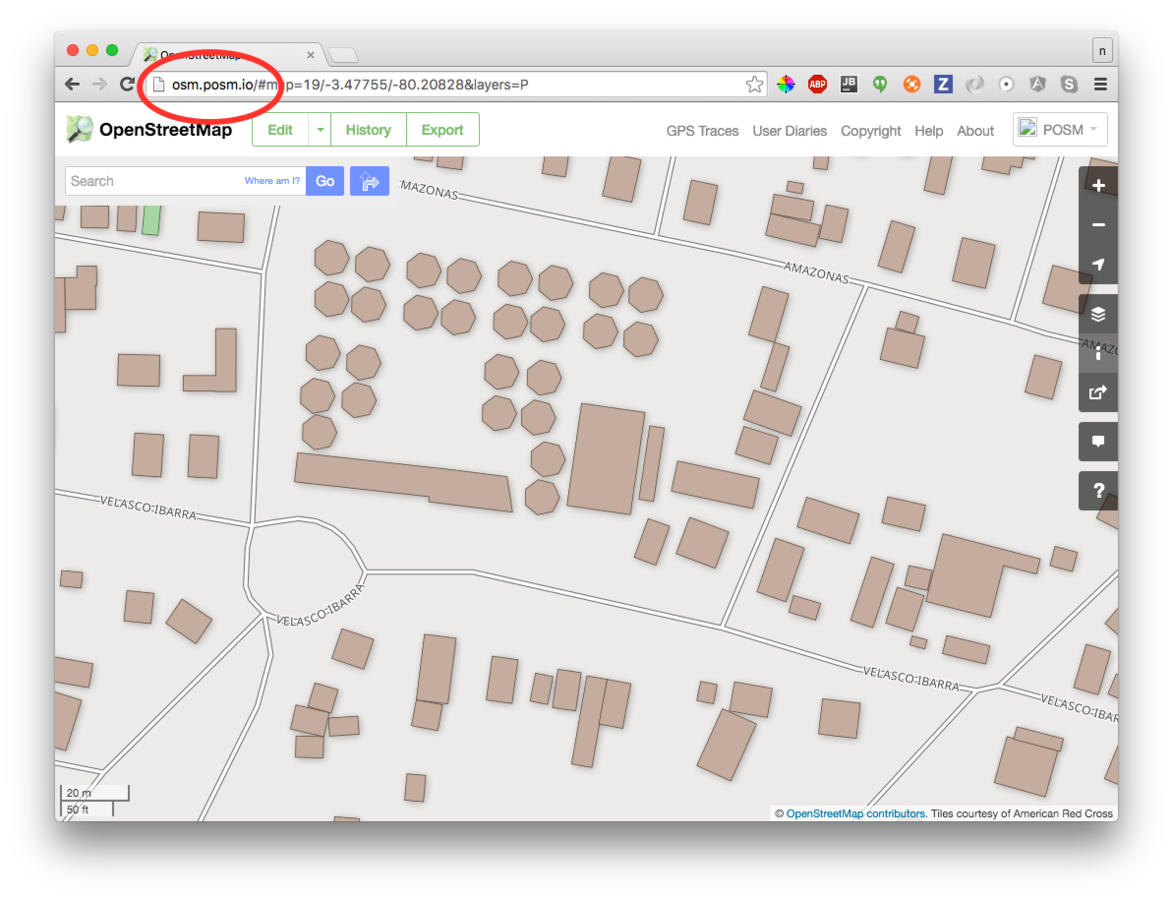 OpenStreetMap
n
osm.posm.io/#map=19/-3.47755/-80.20828&layers=P
ABP
JB
Z
S
OpenStreetMap
Edit
History
Export
GPS Traces
User Diaries
Copyright
Help
About
POSM
Search
Where am I?
Go
AMAZONAS
AMAZONAS
AMAZO
VELASCO IBARRA
VELASCO IBARRA
VELASCO IBARRA
VELASCO IBAR
20 m
50 ft
© OpenStreetMap contributors. Tiles courtesy of American Red Cross